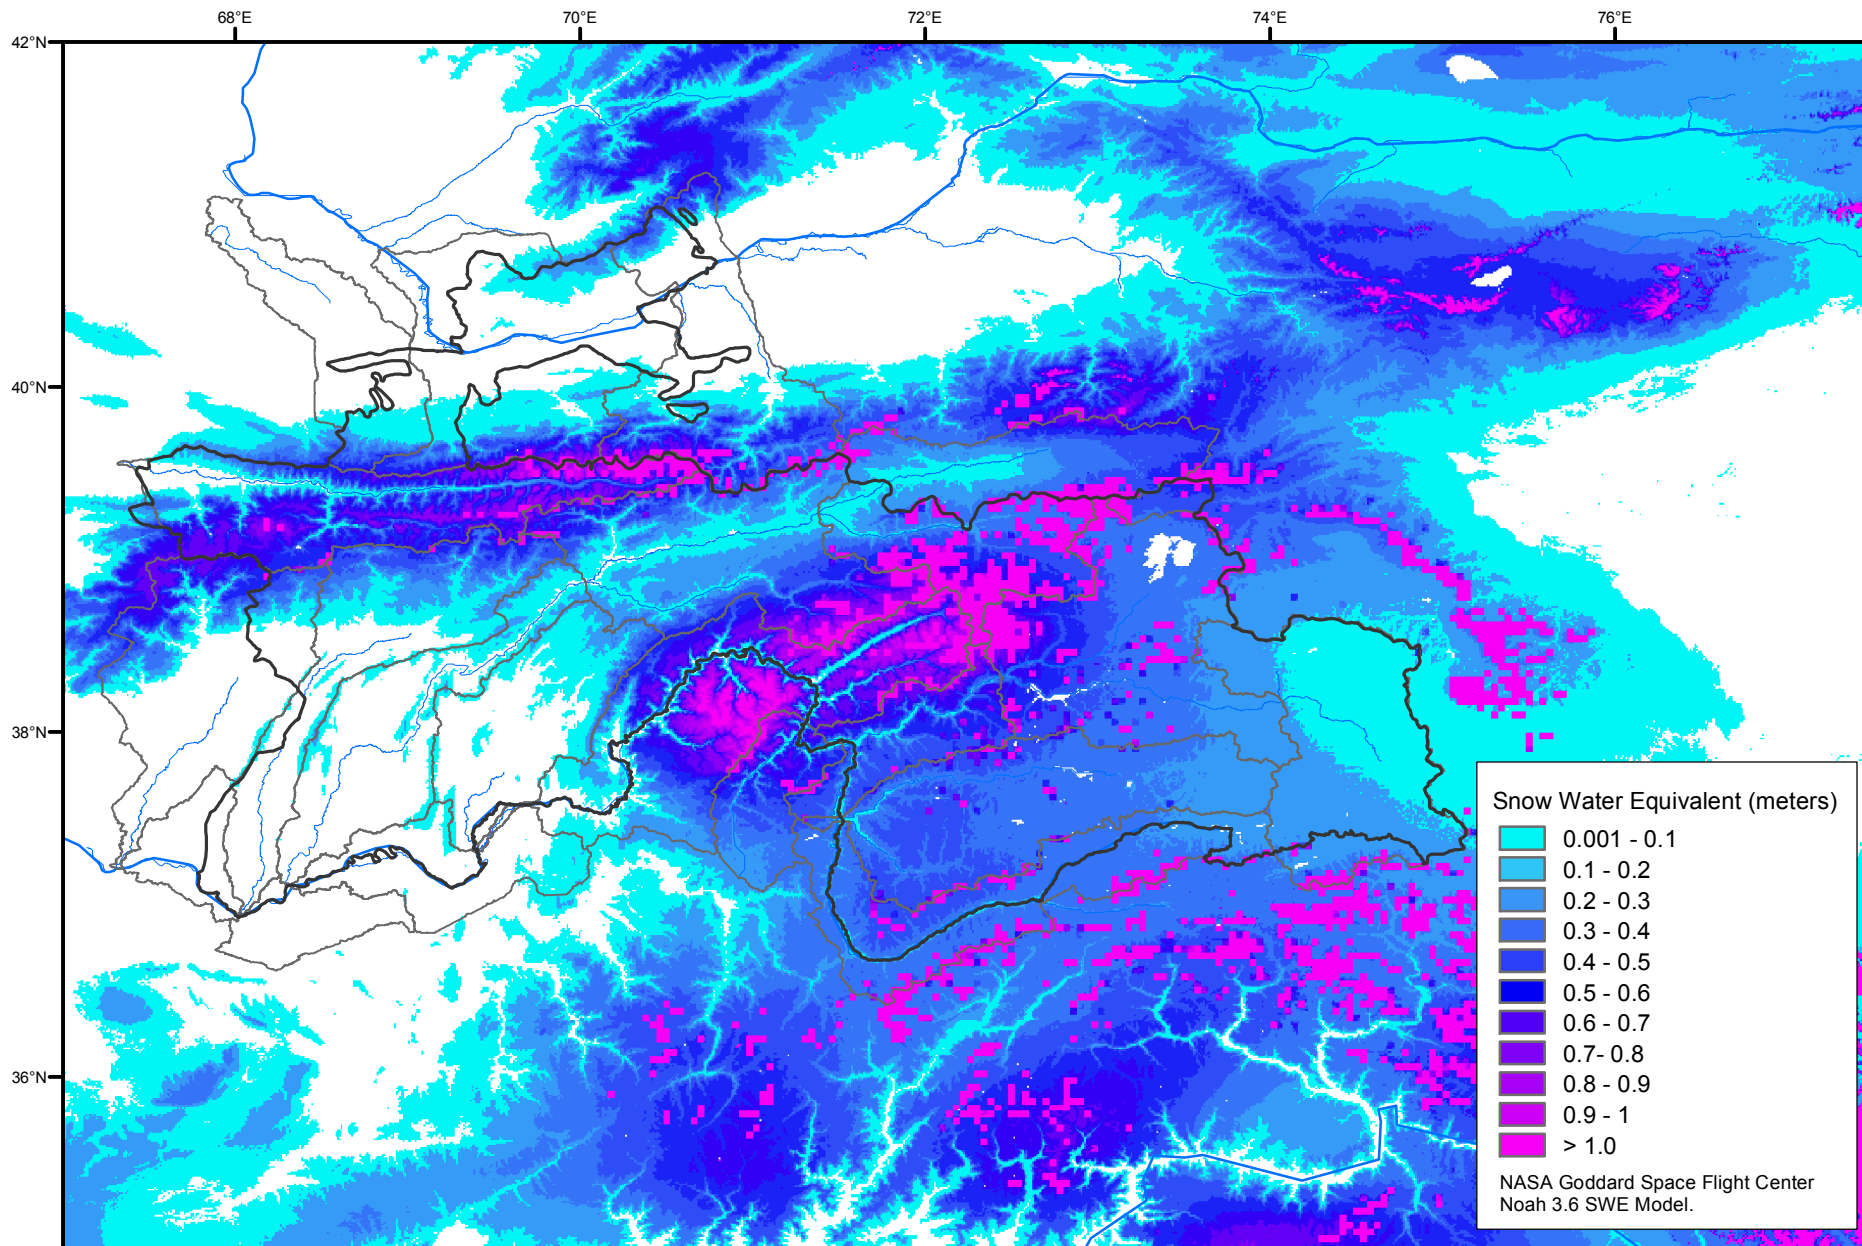 68°E
70°E
72°E
74°E
76°E
42°N
40°N
38°N
36°N
Snow Water Equivalent (meters)
0.001 - 0.1
0.1 - 0.2
0.2 - 0.3
0.3 - 0.4
0.4 - 0.5
0.5 - 0.6
0.6 - 0.7
0.7- 0.8
0.8 - 0.9
0.9 - 1
> 1.0
NASA Goddard Space Flight Center
Noah 3.6 SWE Model.